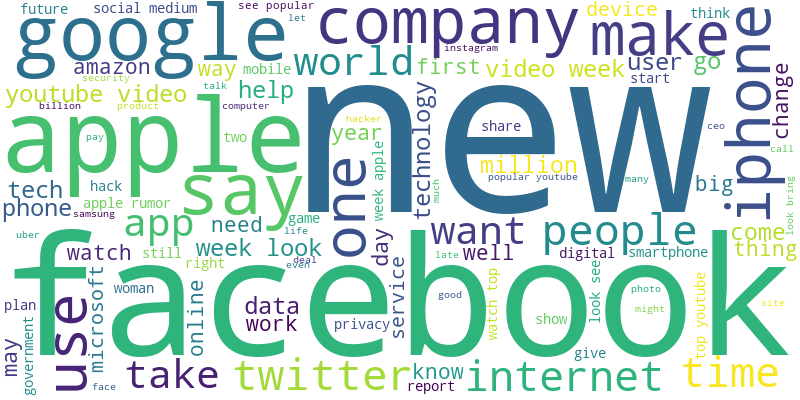 future
social medium
see popular
let
google
company
make
device
think
iphone
amazon
way
mobile
world
instagram
first
video week
user
go
start
security
talk
youtube video
help
technology
change
billion
product
computer
apple
new
hacker
year
share
ceo
pay
two
million
call
tech
hack
say
one
week apple
popular youtube
much
many
big
look bring
phone
apple rumor
samsung
app
need
game
life
day
want
people
come
thing
uber
watch
still
week look
right
deal
even
late
well
digital
smartphone
facebook
use
microsoft
woman
online
data
work
privacy
service
good
watch top
show
look see
photo
might
top youtube
site
plan
may
government
face
take
twitter
report
know
give
internet
time